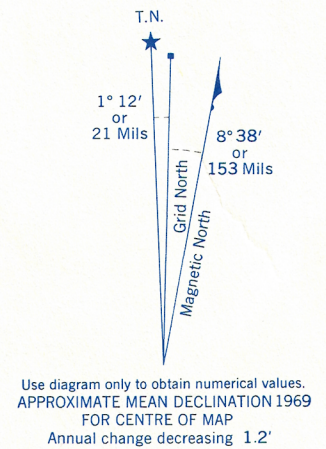 T.N.
1° 12'
or
21 Mils
8° 38'
or
153 Mils
Grid North
Magnetic North
Use diagram only to obtain numerical values.
APPROXIMATE MEAN DECLINATION 1969
FOR CENTRE OF MAP
Annual change decreasing 1.2'